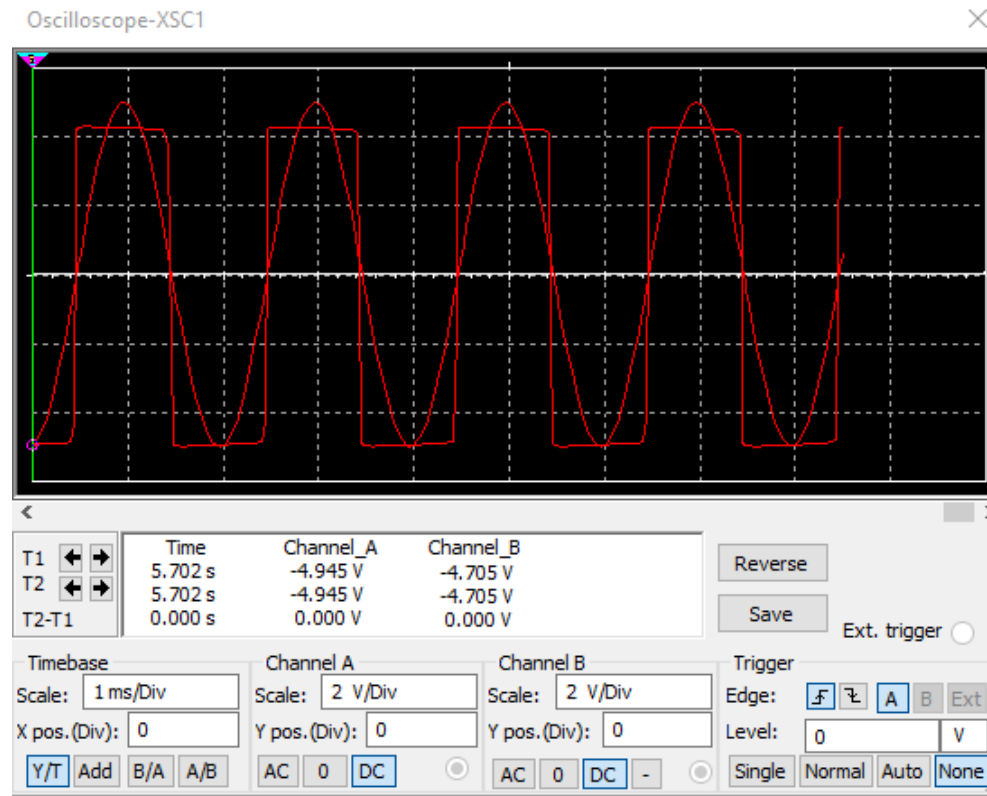 Oscilloscope-XSC1
T1
T2
T2-T1
Time Channel_A Channel_B
5.702 s -4.945 V -4.705 V
5.702 s -4.945 V -4.705 V
0.000 s 0.000 V 0.000 V
Reverse
Save
Ext. trigger
Timebase
Scale: 1 ms/Div
X pos.(Div): 0
Y/T Add B/A A/B
Channel A
Scale: 2 V/Div
Y pos.(Div): 0
AC 0 DC
Channel B
Scale: 2 V/Div
Y pos.(Div): 0
AC 0 DC -
Trigger
Edge: A B Ext
Level: 0 V
Single Normal Auto None